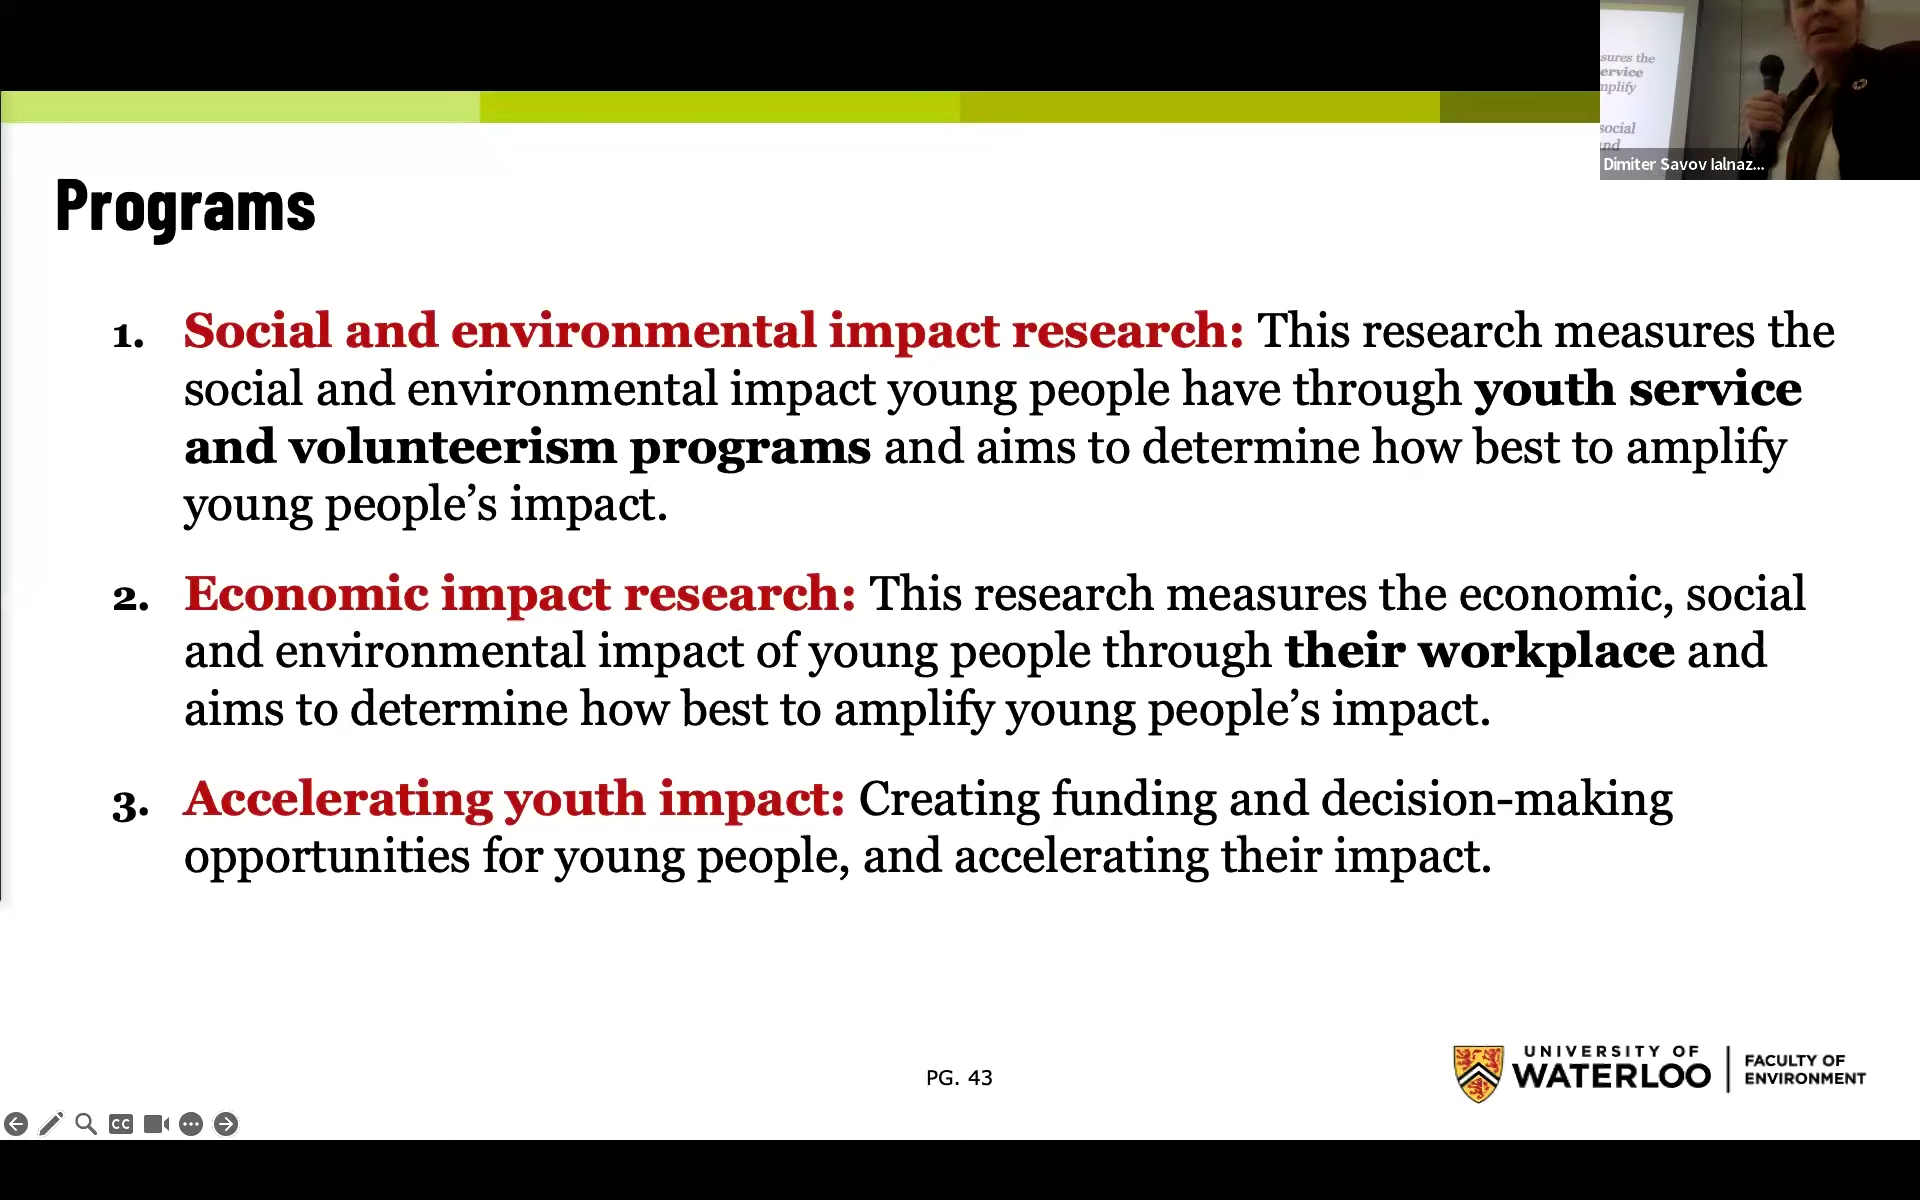 sures the
ervice
mplify
social
and
Dimiter Savov Ialnaz...
Programs
1. Social and environmental impact research: This research measures the
social and environmental impact young people have through youth service
and volunteerism programs and aims to determine how best to amplify
young people’s impact.
2. Economic impact research: This research measures the economic, social
and environmental impact of young people through their workplace and
aims to determine how best to amplify young people’s impact.
3. Accelerating youth impact: Creating funding and decision-making
opportunities for young people, and accelerating their impact.
PG. 43
UNIVERSITY OF
WATERLOO
FACULTY OF
ENVIRONMENT
CC